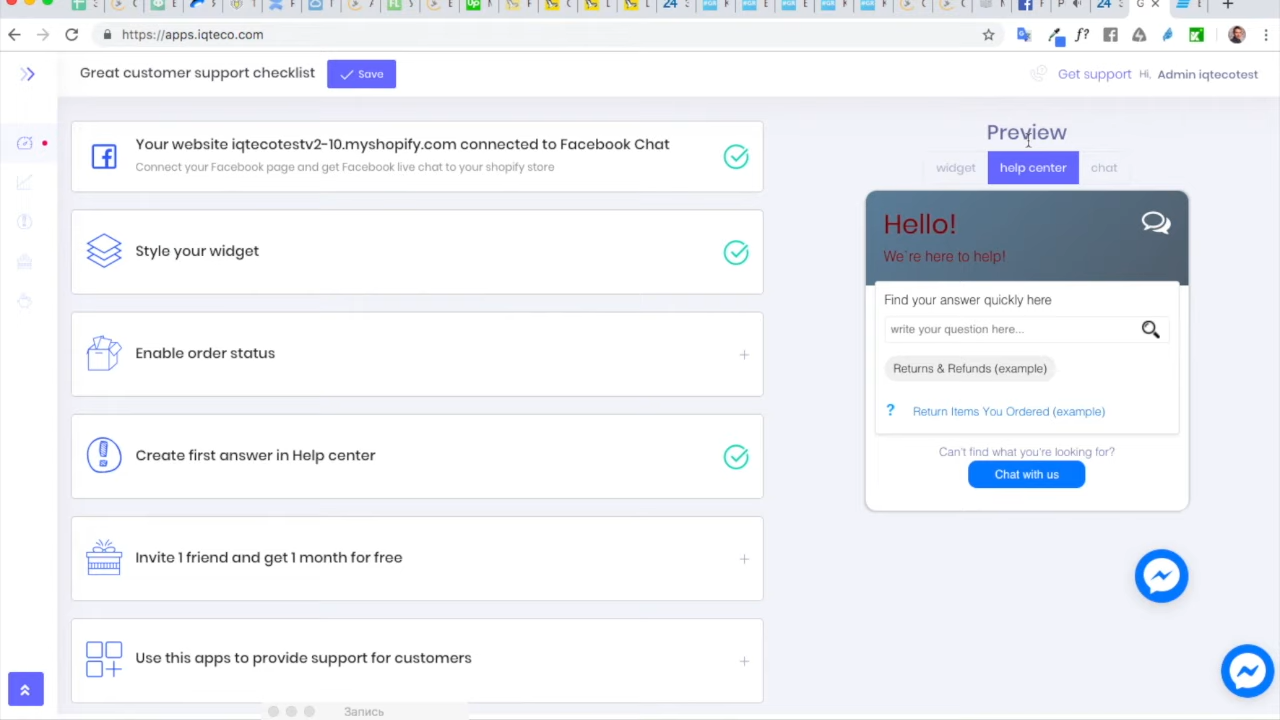 https://apps.iqteco.com
Great customer support checklist
Save
Get support
Hi, Admin iqtecotest
Your website iqtecotestv2-10.myshopify.com connected to Facebook Chat
Connect your Facebook page and get Facebook live chat to your shopify store
Style your widget
Enable order status
Create first answer in Help center
Invite 1 friend and get 1 month for free
Use this apps to provide support for customers
Preview
widget
help center
chat
Hello!
We`re here to help!
Find your answer quickly here
write your question here...
Returns & Refunds (example)
? Return Items You Ordered (example)
Can't find what you're looking for?
Chat with us
Запись